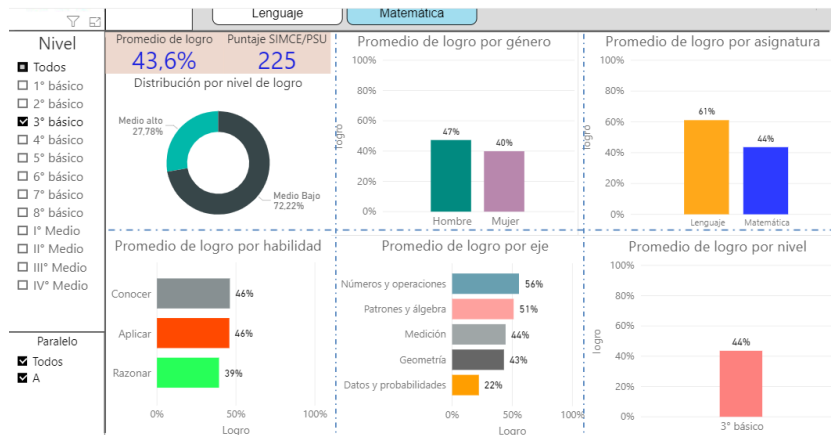 Lenguaje
Matemática
Nivel
Todos
1° básico
2° básico
3° básico
4° básico
5° básico
6° básico
7° básico
8° básico
I° Medio
II° Medio
III° Medio
IV° Medio
Paralelo
Todos
A
Promedio de logro
43,6%
Puntaje SIMCE/PSU
225
Distribución por nivel de logro
Medio alto
27,78%
Medio Bajo
72,22%
Promedio de logro por género
logro
100%
80%
60%
40%
20%
0%
47%
40%
Hombre
Mujer
Promedio de logro por asignatura
logro
100%
80%
60%
40%
20%
0%
61%
44%
Lenguaje
Matemática
Promedio de logro por habilidad
Conocer
46%
Aplicar
46%
Razonar
39%
0%
50%
100%
Logro
Promedio de logro por eje
Números y operaciones
56%
Patrones y álgebra
51%
Medición
44%
Geometría
43%
Datos y probabilidades
22%
0%
50%
100%
Logro
Promedio de logro por nivel
logro
100%
80%
60%
40%
20%
0%
44%
3° básico